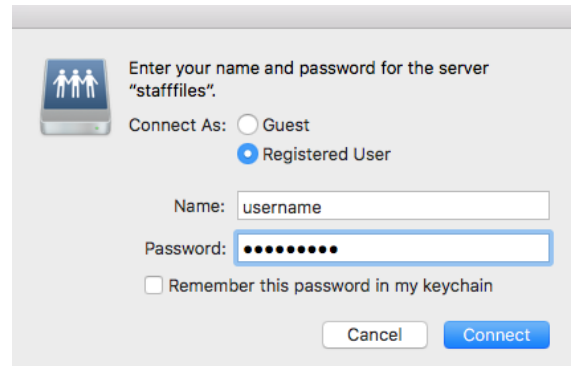 Enter your name and password for the server
“stafffiles”.
Connect As: Guest
Registered User
Name: username
Password: •••••••••
Remember this password in my keychain
Cancel Connect